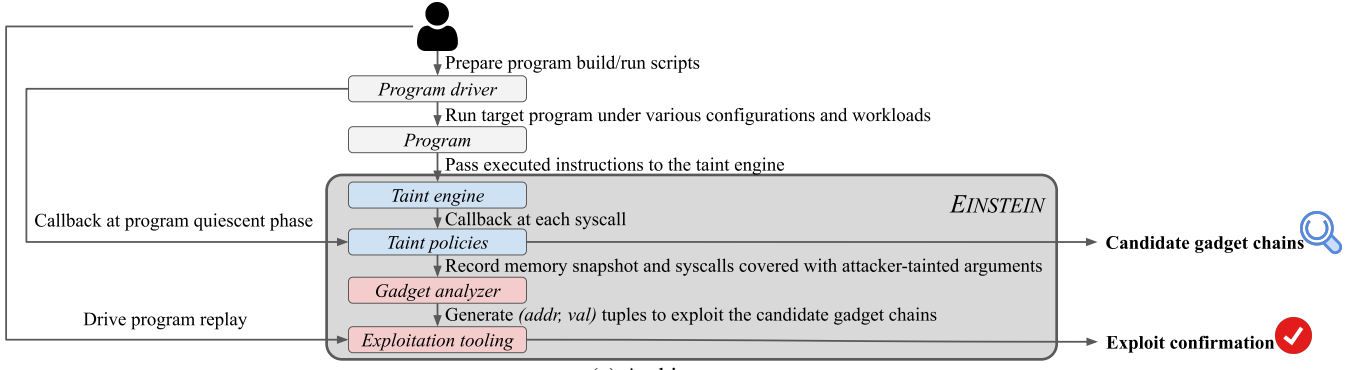 Prepare program build/run scripts
Program driver
Run target program under various configurations and workloads
Program
Pass executed instructions to the taint engine
Taint engine
EINSTEIN
Callback at each syscall
Callback at program quiescent phase
Taint policies
Candidate gadget chains
Record memory snapshot and syscalls covered with attacker-tainted arguments
Gadget analyzer
Generate (addr, val) tuples to exploit the candidate gadget chains
Drive program replay
Exploitation tooling
Exploit confirmation